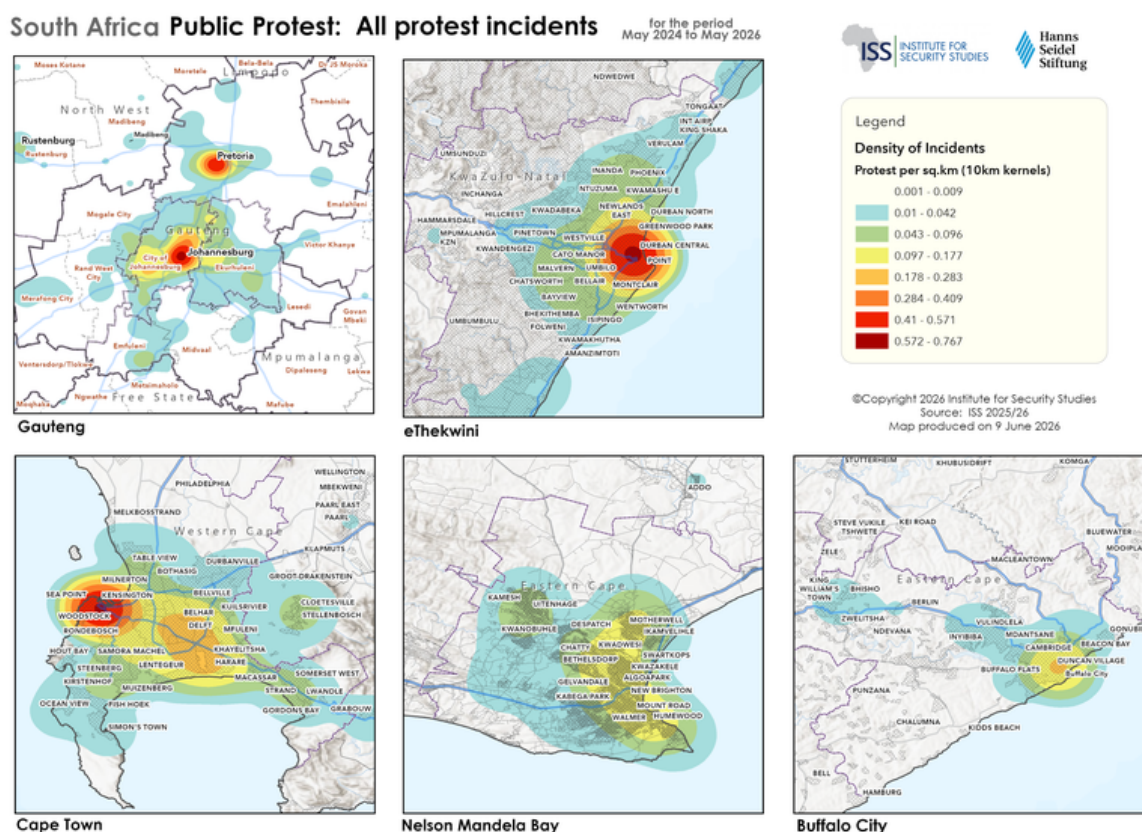 South Africa Public Protest: All protest incidents
for the period
May 2024 to May 2026
ISS
INSTITUTE FOR
SECURITY STUDIES
Hanns
Seidel
Stiftung
Legend
Density of Incidents
Protest per sq.km (10km kernels)
0.001 - 0.009
0.01 - 0.042
0.043 - 0.096
0.097 - 0.177
0.178 - 0.283
0.284 - 0.409
0.41 - 0.571
0.572 - 0.767
©Copyright 2026 Institute for Security Studies
Source: ISS 2025/26
Map produced on 9 June 2026
Moses Kotane
Moretele
Bela-Bela
Limpopo
Dr JS Moroka
North West
Thembisile
Madibeng
Madibeng
Rustenburg
Rustenburg
Pretoria
Mogale City
Emalahleni
Gauteng
Victor Khanye
City of
Johannesburg
Johannesburg
Rand West
City
Ekurhuleni
Merafong City
Lesedi
Govan
Mbeki
Emfuleni
Midvaal
Mpumalanga
Ventersdorp/Tlokwe
Dipaleseng
Lekwa
Metsimaholo
Ngwathe
Free State
Moqhaka
Mafube
Gauteng
NDWEDWE
TONGAAT
INT AIRP
KING SHAKA
VERULAM
UMSUNDUZI
KwaZulu-Natal
INANDA
PHOENIX
INCHANGA
NTUZUMA
KWAMASHU E
HILLCREST
KWADABEKA
NEWLANDS
EAST
DURBAN NORTH
HAMMARSDALE
GREENWOOD PARK
MPUMALANGA
KZN
PINETOWN
WESTVILLE
DURBAN CENTRAL
KWANDENGEZI
CATO MANOR
POINT
MALVERN
UMBILO
CHATSWORTH
BELLAIR
MONTCLAIR
BAYVIEW
WENTWORTH
BHEKITHEMBA
ISIPINGO
UMBUMBULU
FOLWENI
KWAMAKHUTHA
AMANZIMTOTI
eThekwini
WELLINGTON
PHILADELPHIA
MBEKWENI
PAARL EAST
PAARL
MELKBOSSTRAND
Western Cape
KLAPMUTS
TABLE VIEW
DURBANVILLE
BOTHASIG
GROOT-DRAKENSTEIN
MILNERTON
SEA POINT
KENSINGTON
BELLVILLE
CLOETESVILLE
KUILSRIVIER
WOODSTOCK
BELHAR
STELLENBOSCH
DELFT
RONDEBOSCH
MFULENI
HOUT BAY
SAMORA MACHEL
KHAYELITSHA
STEENBERG
LENTEGEUR
HARARE
SOMERSET WEST
KIRSTENHOF
MACASSAR
MUIZENBERG
STRAND
LWANDLE
OCEAN VIEW
FISH HOEK
GORDONS BAY
GRABOUW
SIMON'S TOWN
Cape Town
ADDO
Eastern Cape
KAMESH
UITENHAGE
MOTHERWELL
KWANOBUHLE
DESPATCH
IKAMVELIHLE
CHATTY
KWADWESI
BETHELSDORP
SWARTKOPS
KWAZAKELE
GELVANDALE
ALGOAPARK
KABEGA PARK
NEW BRIGHTON
MOUNT ROAD
WALMER
HUMEWOOD
Nelson Mandela Bay
STUTTERHEIM
KHUBUSIDRIFT
KOMGA
STEVE VUKILE
TSHWETE
KEI ROAD
BLUEWATER
ZELE
MOOIPLA
MACLEANTOWN
KING
WILLIAM'S
TOWN
BHISHO
Eastern Cape
BERLIN
ZWELITSHA
VULINDLELA
GONUBI
NDEVANA
INYIBIBA
MDANTSANE
CAMBRIDGE
BEACON BAY
DUNCAN VILLAGE
BUFFALO FLATS
Buffalo City
PUNZANA
CHALUMNA
KIDDS BEACH
BELL
HAMBURG
Buffalo City